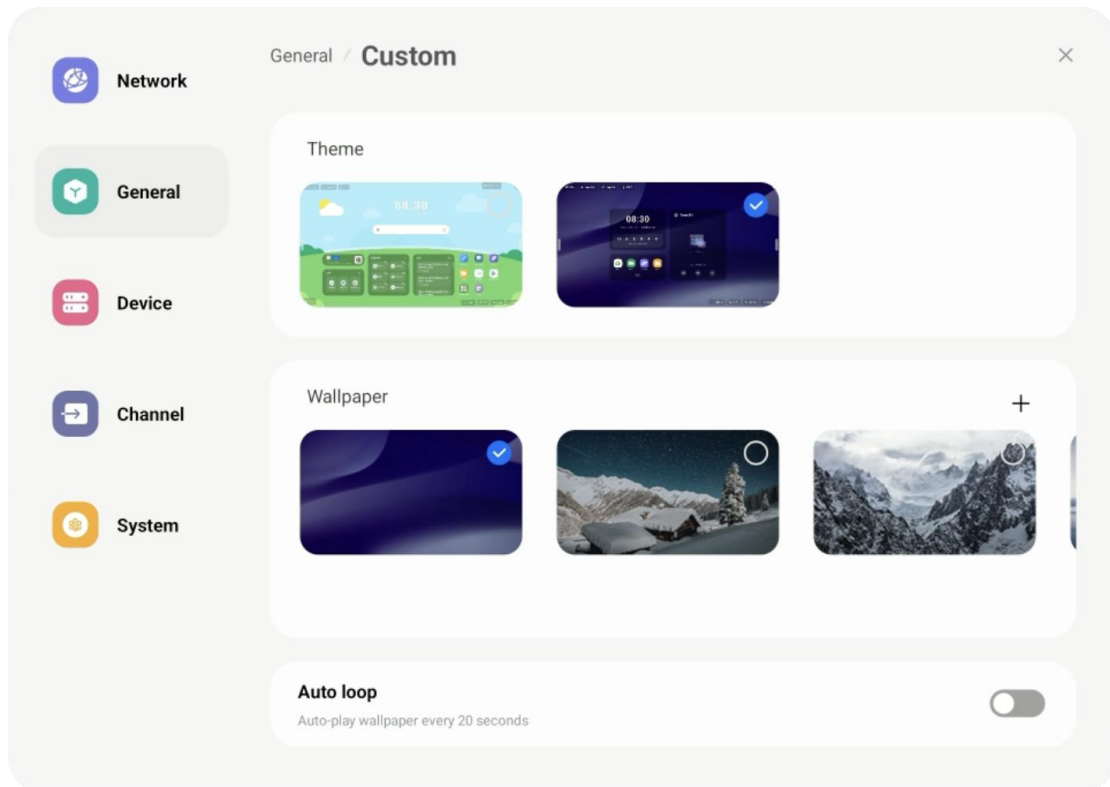 General / Custom
Network
General
Device
Channel
System
Theme
08:30
08:30
Wallpaper
Auto loop
Auto-play wallpaper every 20 seconds